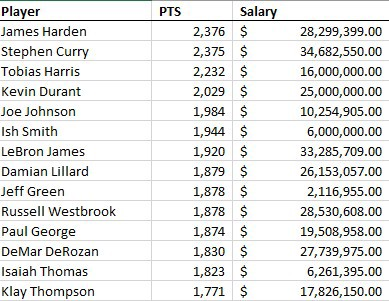 Player PTS Salary
James Harden 2,376 $ 28,299,399.00
Stephen Curry 2,375 $ 34,682,550.00
Tobias Harris 2,232 $ 16,000,000.00
Kevin Durant 2,029 $ 25,000,000.00
Joe Johnson 1,984 $ 10,254,905.00
Ish Smith 1,944 $ 6,000,000.00
LeBron James 1,920 $ 33,285,709.00
Damian Lillard 1,879 $ 26,153,057.00
Jeff Green 1,878 $ 2,116,955.00
Russell Westbrook 1,878 $ 28,530,608.00
Paul George 1,874 $ 19,508,958.00
DeMar DeRozan 1,830 $ 27,739,975.00
Isaiah Thomas 1,823 $ 6,261,395.00
Klay Thompson 1,771 $ 17,826,150.00